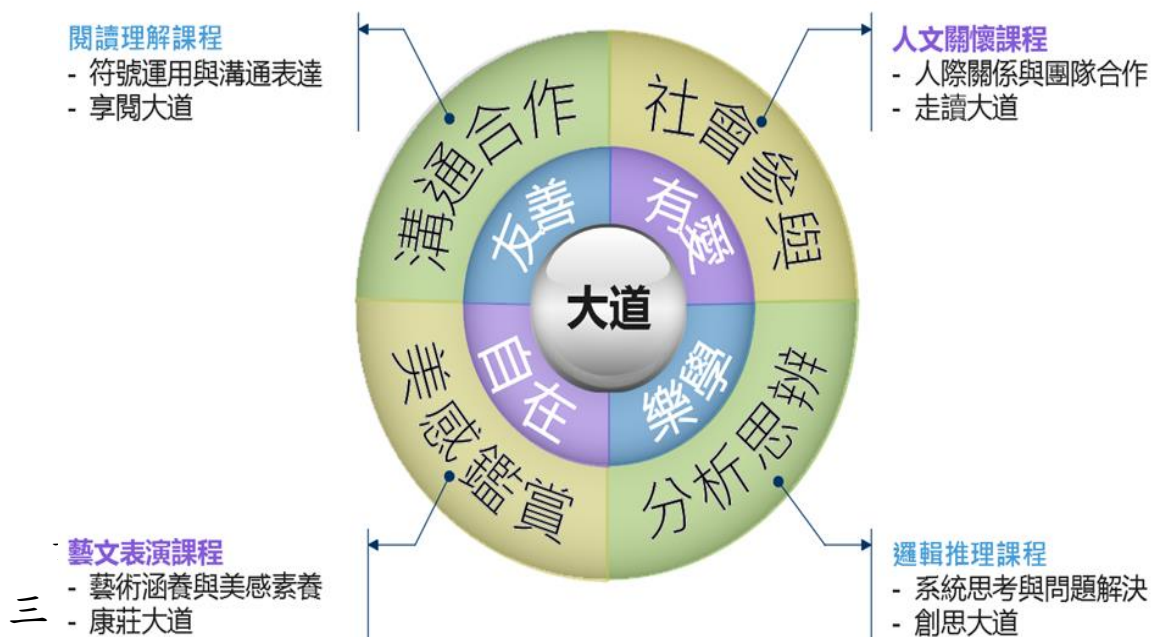 閱讀理解課程
- 符號運用與溝通表達
- 享閱大道
人文關懷課程
- 人際關係與團隊合作
- 走讀大道
溝通合作
社會參與
友善
有愛
大道
自在
樂學
美感鑑賞
分析思辨
藝文表演課程
- 藝術涵養與美感素養
- 康莊大道
三
邏輯推理課程
- 系統思考與問題解決
- 創思大道